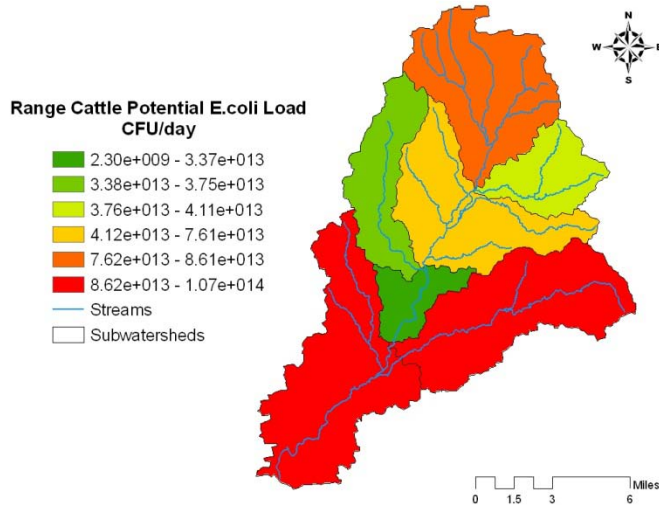 N
W E
S
Range Cattle Potential E.coli Load
CFU/day
2.30e+009 - 3.37e+013
3.38e+013 - 3.75e+013
3.76e+013 - 4.11e+013
4.12e+013 - 7.61e+013
7.62e+013 - 8.61e+013
8.62e+013 - 1.07e+014
Streams
Subwatersheds
Miles
0 1.5 3 6